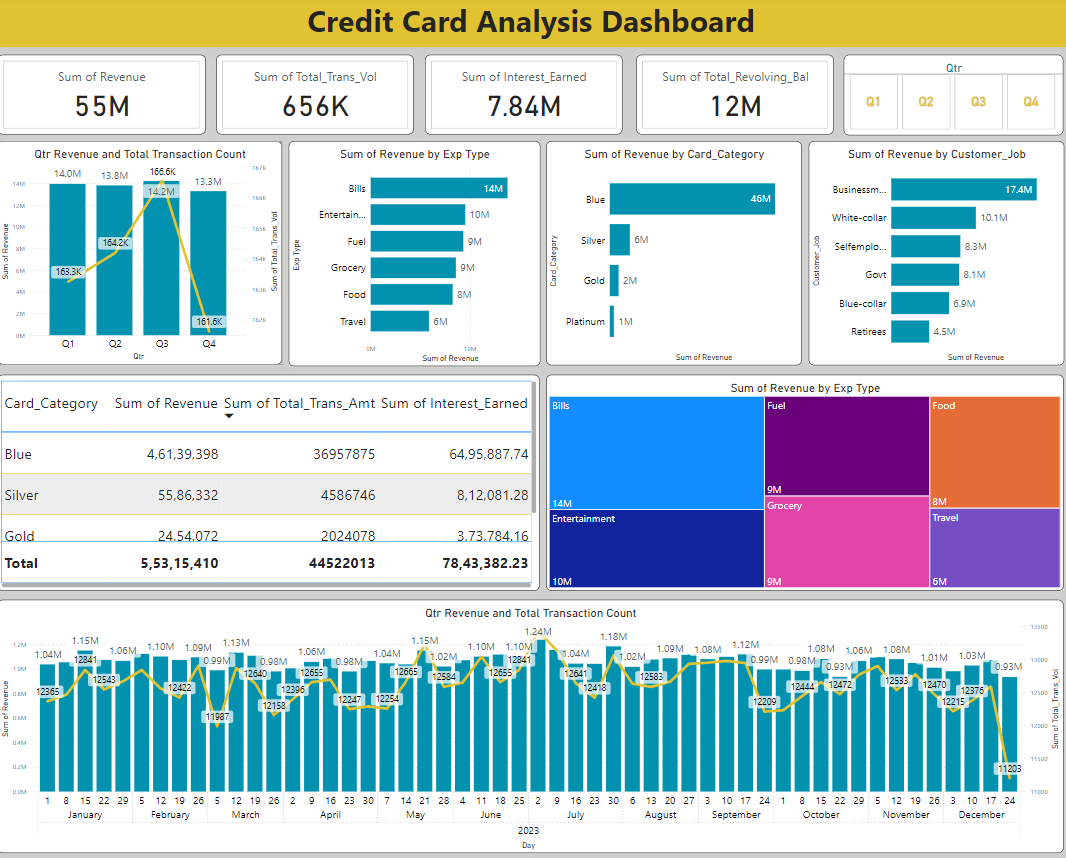 Credit Card Analysis Dashboard
Sum of Revenue
55M
Sum of Total_Trans_Vol
656K
Sum of Interest_Earned
7.84M
Sum of Total_Revolving_Bal
12M
Qtr
Q1 Q2 Q3 Q4
Qtr Revenue and Total Transaction Count
Sum of Revenue
14M
12M
10M
8M
6M
4M
2M
0M
14.0M 13.8M 14.2M 13.3M
163.3K 164.2K 166.6K 161.6K
167K
166K
165K
164K
163K
162K
Sum of Total_Trans_Vol
Q1 Q2 Q3 Q4
Qtr
Sum of Revenue by Exp Type
Exp Type
Bills 14M
Entertain... 10M
Fuel 9M
Grocery 9M
Food 8M
Travel 6M
0M 10M
Sum of Revenue
Sum of Revenue by Card_Category
Card_Category
Blue 46M
Silver 6M
Gold 2M
Platinum 1M
Sum of Revenue
Sum of Revenue by Customer_Job
Customer_Job
Businessm... 17.4M
White-collar 10.1M
Selfemplo... 8.3M
Govt 8.1M
Blue-collar 6.9M
Retirees 4.5M
Sum of Revenue
Card_Category Sum of Revenue Sum of Total_Trans_Amt Sum of Interest_Earned
Blue 4,61,39,398 36957875 64,95,887.74
Silver 55,86,332 4586746 8,12,081.28
Gold 24,54,072 2024078 3,73,784.16
Total 5,53,15,410 44522013 78,43,382.23
Sum of Revenue by Exp Type
Bills
14M
Entertainment
10M
Fuel
9M
Grocery
9M
Food
8M
Travel
6M
Qtr Revenue and Total Transaction Count
Sum of Revenue
1.2M
1.0M
0.8M
0.6M
0.4M
0.2M
0.0M
1.04M 1.15M 1.06M 1.10M 1.09M 0.99M 1.13M 0.98M 1.06M 0.98M 1.04M 1.15M 1.02M 1.10M 1.10M 1.24M 1.04M 1.18M 1.02M 1.09M 1.08M 1.12M 0.99M 0.98M 1.08M 0.93M 1.06M 1.08M 1.01M 1.03M 0.93M
12365 12841 12543 12422 11987 12640 12158 12396 12655 12247 12254 12665 12584 12655 12841 12641 12418 12583 12209 12444 12472 12533 12470 12215 12376 11203
13500
13000
12500
12000
11500
11000
Sum of Total_Trans_Vol
1 8 15 22 29 5 12 19 26 5 12 19 26 2 9 16 23 30 7 14 21 28 4 11 18 25 2 9 16 23 30 6 13 20 27 3 10 17 24 1 8 15 22 29 5 12 19 26 3 10 17 24
January February March April May June July August September October November December
2023
Day